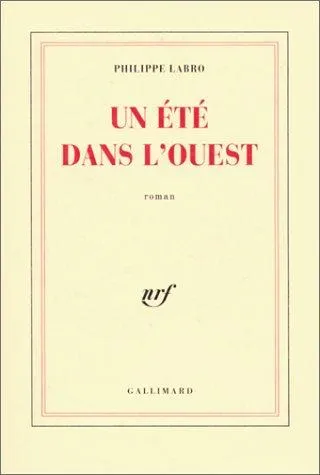 PHILIPPE LABRO
UN ÉTÉ
DANS L'OUEST
roman
nrf
GALLIMARD